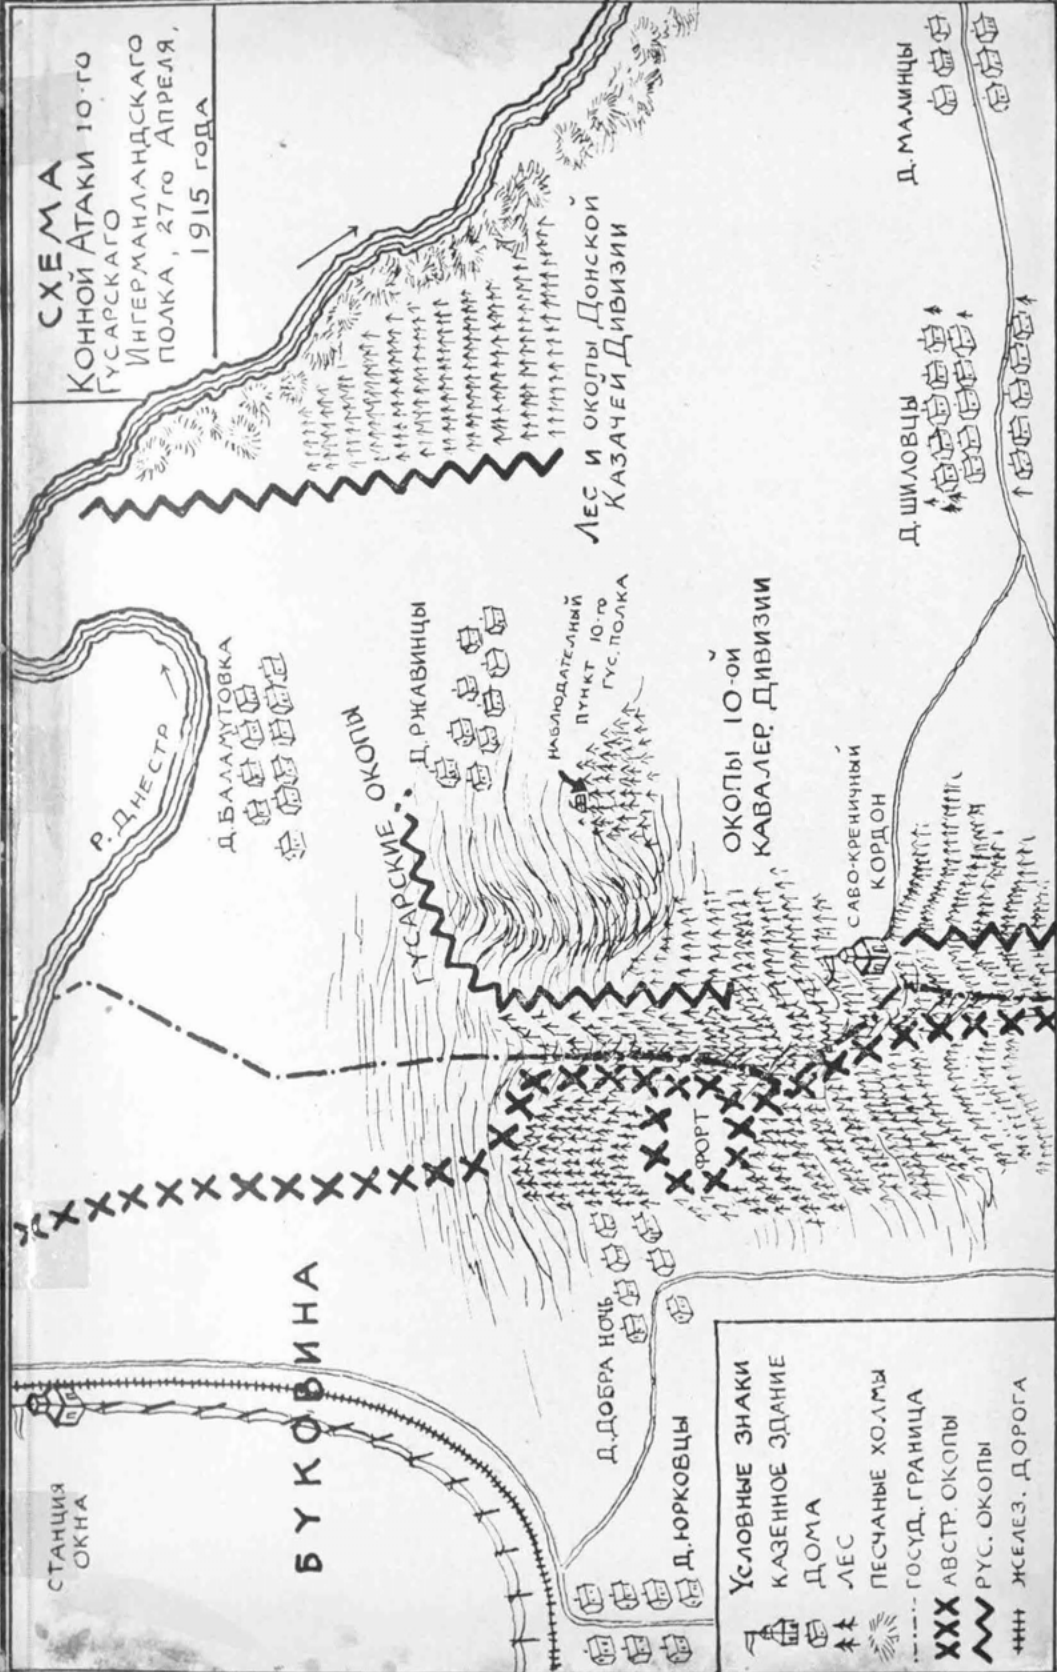 СХЕМА
КОННОЙ АТАКИ 10-ГО
ГУСАРСКАГО
ИНГЕРМАНЛАНДСКАГО
ПОЛКА, 27го АПРЕЛЯ,
1915 ГОДА
СТАНЦИЯ
ОКНА
БУКОВИНА
Р. ДНЕСТР
Д. БАЛАМУТОВКА
ГУСАРСКИЕ ОКОПЫ
Д. РЖАВИНЦЫ
НАБЛЮДАТЕЛНЫЙ
ПУНКТ 10-го
ГУС. ПОЛКА
ЛЕС И ОКОПЫ ДОНСКОЙ
КАЗАЧЕЙ ДИВИЗИИ
ОКОПЫ 10-ОЙ
КАВАЛЕР. ДИВИЗИИ
ФОРТ
САВО-КРЕНИЧНЫЙ
КОРДОН
Д. ШИЛОВЦЫ
Д. МАЛИНЦЫ
Д. ДОБРА НОЧЬ
Д. ЮРКОВЦЫ
УСЛОВНЫЕ ЗНАКИ
КАЗЕННОЕ ЗДАНИЕ
ДОМА
ЛЕС
ПЕСЧАНЫЕ ХОЛМЫ
ГОСУД. ГРАНИЦА
АВСТР. ОКОПЫ
РУС. ОКОПЫ
ЖЕЛЕЗ. ДОРОГА